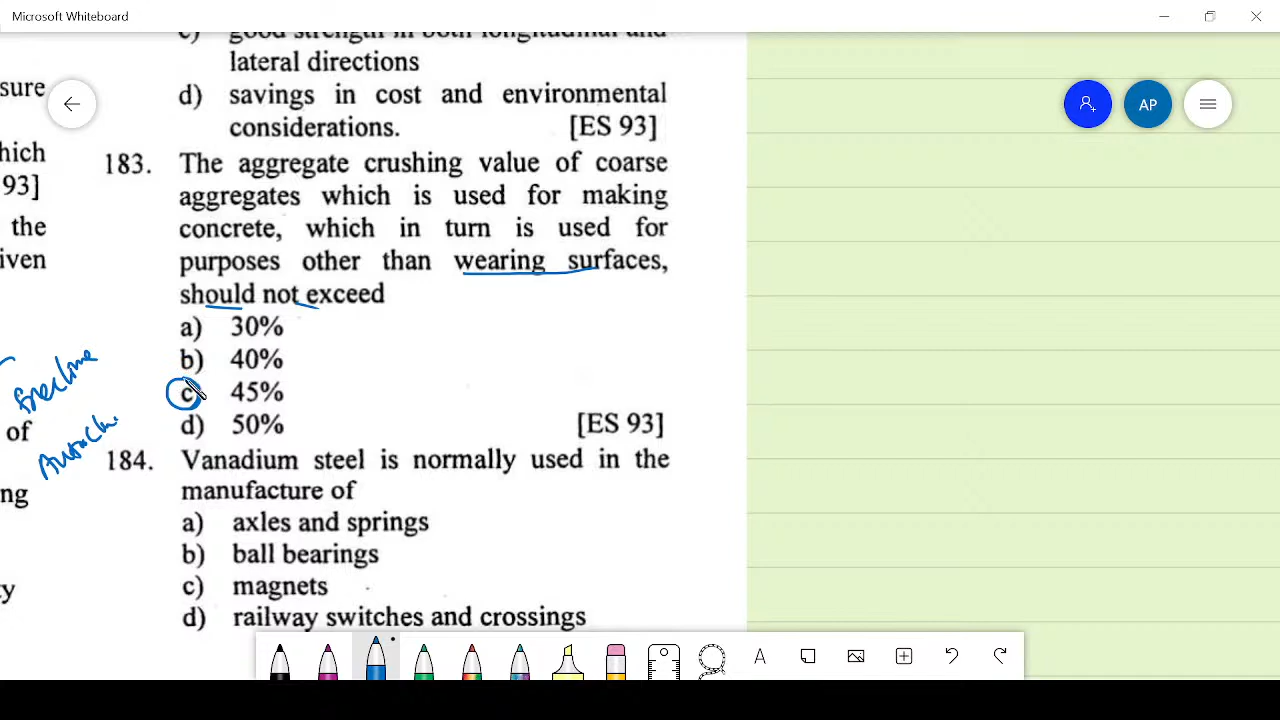 Microsoft Whiteboard
c) good strength in both longitudinal and
lateral directions
d) savings in cost and environmental
considerations. [ES 93]
183. The aggregate crushing value of coarse
aggregates which is used for making
concrete, which in turn is used for
purposes other than wearing surfaces,
should not exceed
a) 30%
b) 40%
c) 45%
d) 50% [ES 93]
184. Vanadium steel is normally used in the
manufacture of
a) axles and springs
b) ball bearings
c) magnets
d) railway switches and crossings
sure
hich
93]
the
iven
of
ng
y
AP
A